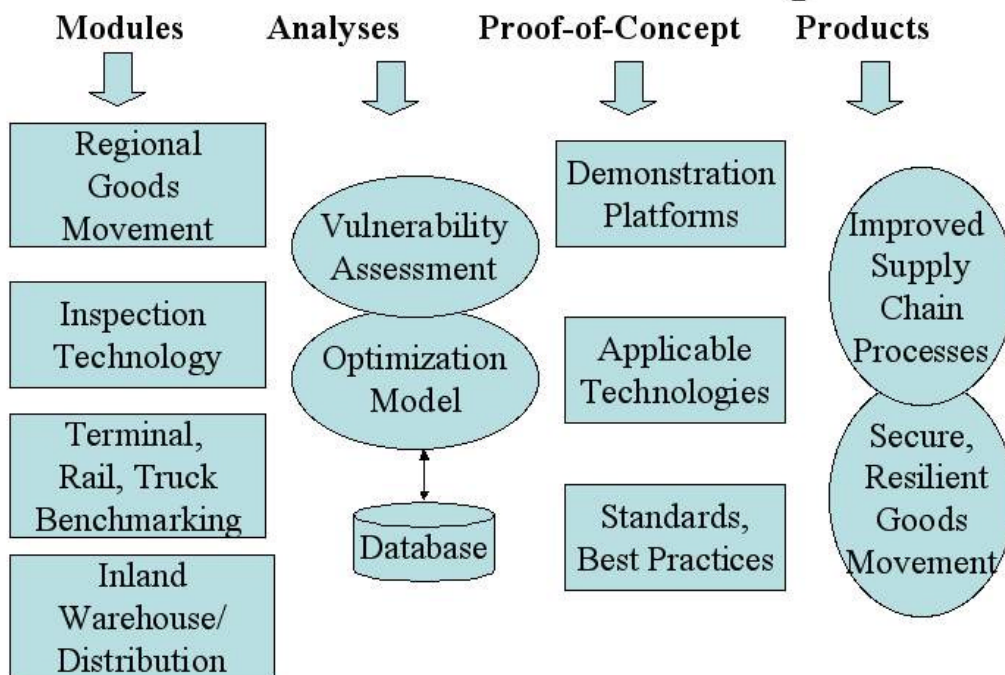 Modules
Analyses
Proof-of-Concept
Products
Regional
Goods
Movement
Inspection
Technology
Terminal,
Rail, Truck
Benchmarking
Inland
Warehouse/
Distribution
Vulnerability
Assessment
Optimization
Model
Database
Demonstration
Platforms
Applicable
Technologies
Standards,
Best Practices
Improved
Supply
Chain
Processes
Secure,
Resilient
Goods
Movement